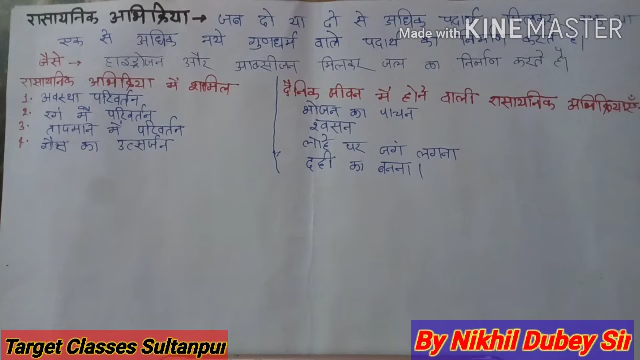 रासायनिक अभिक्रिया → जब दो या दो से अधिक पदार्थ
एक से अधिक नये गुणधर्म वाले पदार्थ का निर्माण करते है।
जैसे → हाइड्रोजन और आक्सीजन मिलकर जल का निर्माण करते है।
रासायनिक अभिक्रिया में शामिल
1. अवस्था परिवर्तन
2. रंग में परिवर्तन
3. तापमान में परिवर्तन
4. गैस का उत्सर्जन
दैनिक जीवन में होने वाली रासायनिक अभिक्रियाएँ
भोजन का पाचन
श्वसन
लोहे पर जंग लगना
दही का बनना।
Made with KINEMASTER
Target Classes Sultanpur
By Nikhil Dubey Sir